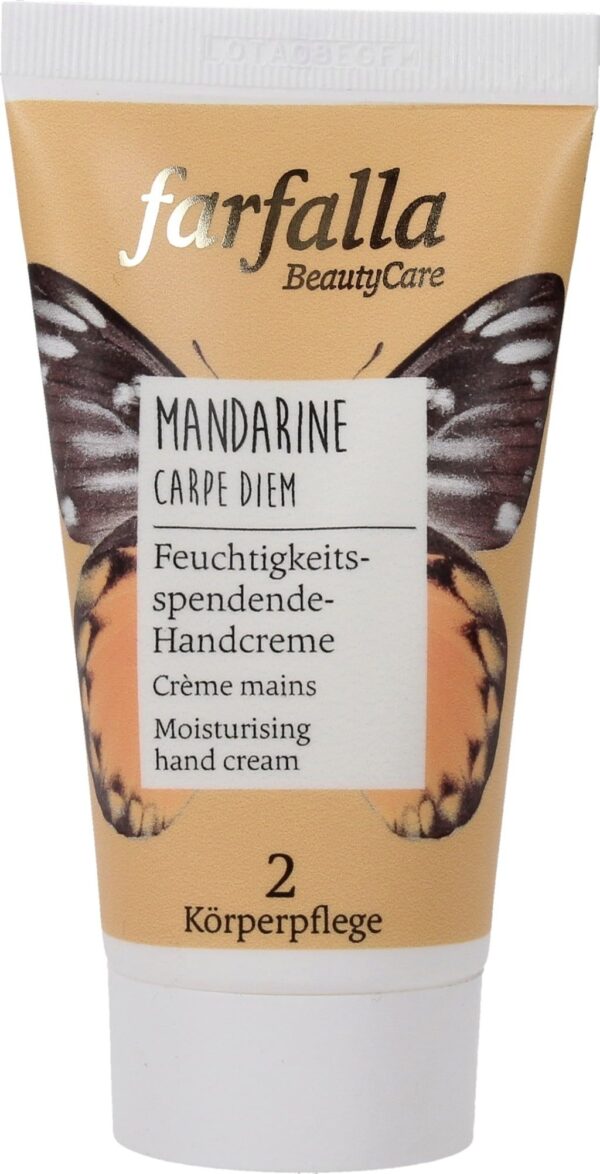 farfalla
BeautyCare
MANDARINE
CARPE DIEM
Feuchtigkeits-
spendende-
Handcreme
Crème mains
Moisturising
hand cream
2
Körperpflege